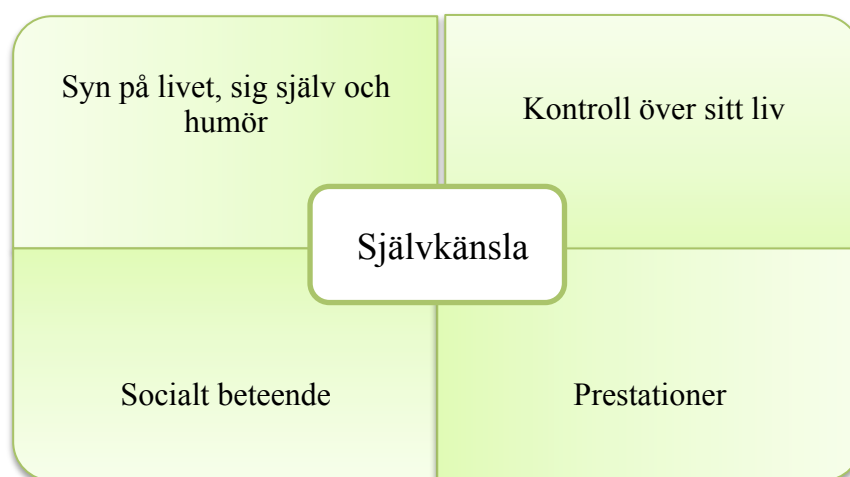 Syn på livet, sig själv och
humör
Kontroll över sitt liv
Självkänsla
Socialt beteende
Prestationer